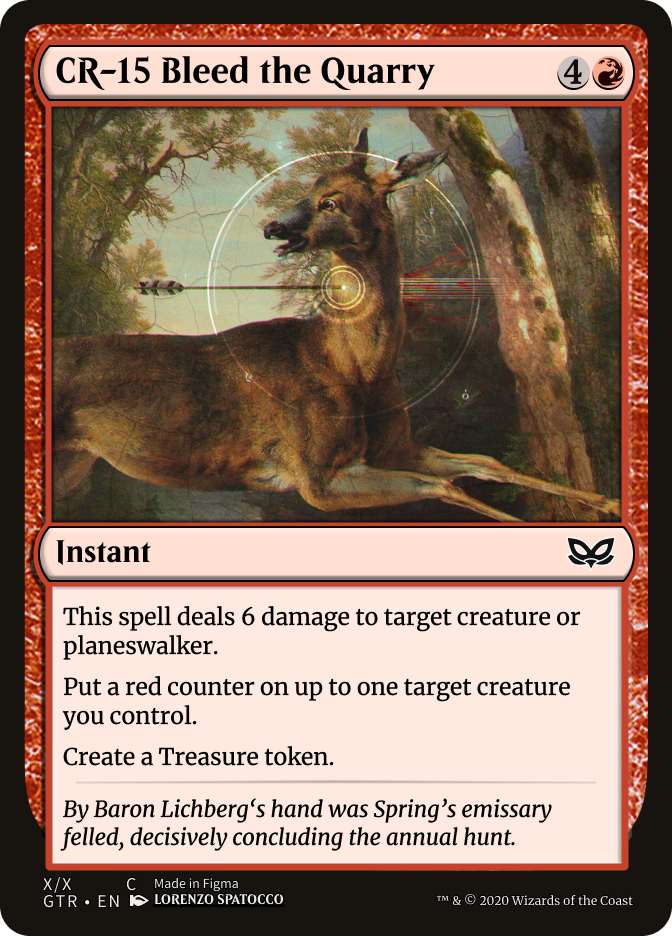 CR-15 Bleed the Quarry 4
Instant
This spell deals 6 damage to target creature or
planeswalker.
Put a red counter on up to one target creature
you control.
Create a Treasure token.
By Baron Lichberg‘s hand was Spring’s emissary
felled, decisively concluding the annual hunt.
X/X C Made in Figma
GTR • EN LORENZO SPATOCCO ™ & © 2020 Wizards of the Coast